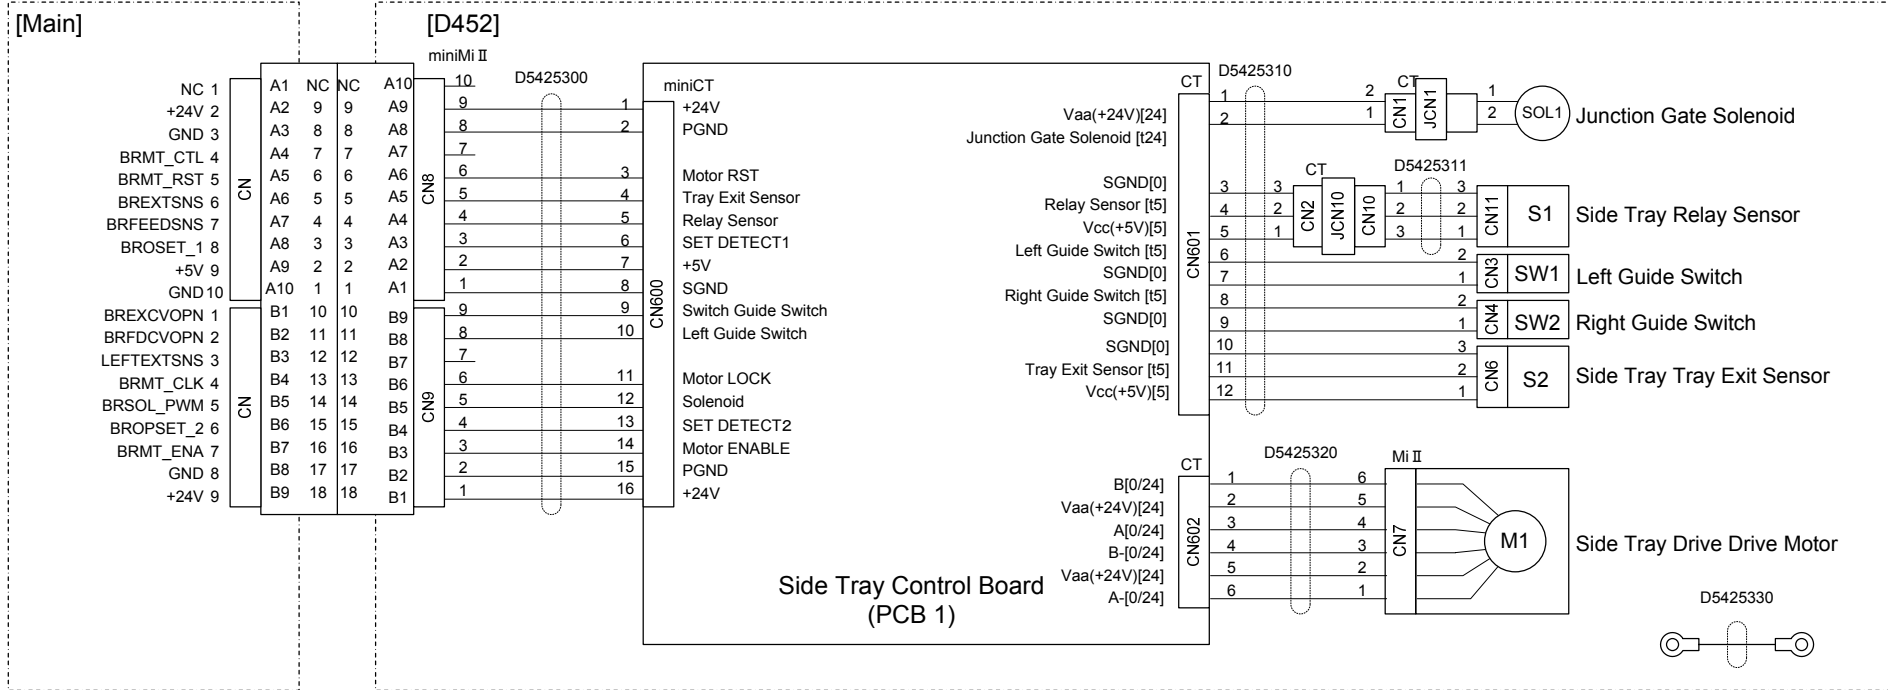 [Main]
[D452]
miniMi Ⅱ
D5425300
NC 1
+24V 2
GND 3
BRMT_CTL 4
BRMT_RST 5
BREXTSNS 6
BRFEEDSNS 7
BROSET_1 8
+5V 9
GND 10
BREXCVOPN 1
BRFDCVOPN 2
LEFTEXTSNS 3
BRMT_CLK 4
BRSOL_PWM 5
BROPSET_2 6
BRMT_ENA 7
GND 8
+24V 9
CN
CN
A1 NC NC A10 10
A2 9 9 A9 9
A3 8 8 A8 8
A4 7 7 A7 7
A5 6 6 A6 6
A6 5 5 A5 5
A7 4 4 A4 4
A8 3 3 A3 3
A9 2 2 A2 2
A10 1 1 A1 1
B1 10 10 B9 9
B2 11 11 B8 8
B3 12 12 B7 7
B4 13 13 B6 6
B5 14 14 B5 5
B6 15 15 B4 4
B7 16 16 B3 3
B8 17 17 B2 2
B9 18 18 B1 1
CN8
CN9
miniCT
CN600
1 +24V
2 PGND
3 Motor RST
4 Tray Exit Sensor
5 Relay Sensor
6 SET DETECT1
7 +5V
8 SGND
9 Switch Guide Switch
10 Left Guide Switch
11 Motor LOCK
12 Solenoid
13 SET DETECT2
14 Motor ENABLE
15 PGND
16 +24V
Side Tray Control Board
(PCB 1)
CT
D5425310
CN601
Vaa(+24V)[24] 1
Junction Gate Solenoid [t24] 2
SGND[0] 3
Relay Sensor [t5] 4
Vcc(+5V)[5] 5
Left Guide Switch [t5] 6
SGND[0] 7
Right Guide Switch [t5] 8
SGND[0] 9
SGND[0] 10
Tray Exit Sensor [t5] 11
Vcc(+5V)[5] 12
CT
2 1
1 2
CN1
JCN1
SOL1
Junction Gate Solenoid
CT
D5425311
3 1 3
2 2 2
1 3 1
CN2
JCN10
CN10
CN11
S1
Side Tray Relay Sensor
2
1
CN3
SW1
Left Guide Switch
2
1
CN4
SW2
Right Guide Switch
3
2
1
CN6
S2
Side Tray Tray Exit Sensor
CT
D5425320
Mi Ⅱ
CN602
B[0/24] 1 6
Vaa(+24V)[24] 2 5
A[0/24] 3 4
B-[0/24] 4 3
Vaa(+24V)[24] 5 2
A-[0/24] 6 1
CN7
M1
Side Tray Drive Drive Motor
D5425330